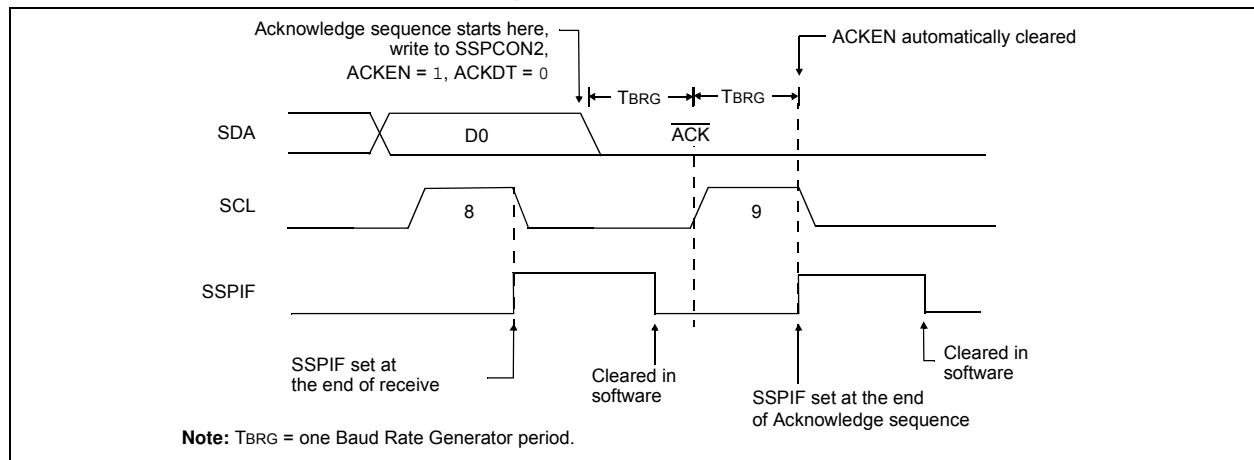 Acknowledge sequence starts here,
write to SSPCON2,
ACKEN = 1, ACKDT = 0
ACKEN automatically cleared
TBRG
TBRG
SDA
D0
ACK
SCL
8
9
SSPIF
SSPIF set at
the end of receive
Cleared in
software
SSPIF set at the end
of Acknowledge sequence
Cleared in
software
Note: TBRG = one Baud Rate Generator period.